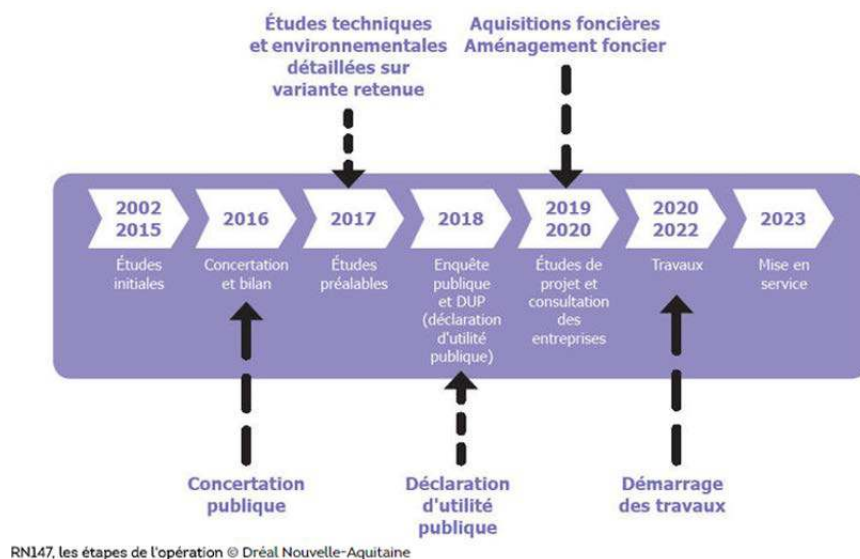 Études techniques
et environnementales
détaillées sur
variante retenue
Aquisitions foncières
Aménagement foncier
2002
2015
Études
initiales
2016
Concertation
et bilan
2017
Études
préalables
2018
Enquête
publique
et DUP
(déclaration
d'utilité
publique)
2019
2020
Études de
projet et
consultation
des
entreprises
2020
2022
Travaux
2023
Mise en
service
Concertation
publique
Déclaration
d'utilité
publique
Démarrage
des travaux
RN147, les étapes de l'opération © Dréal Nouvelle-Aquitaine